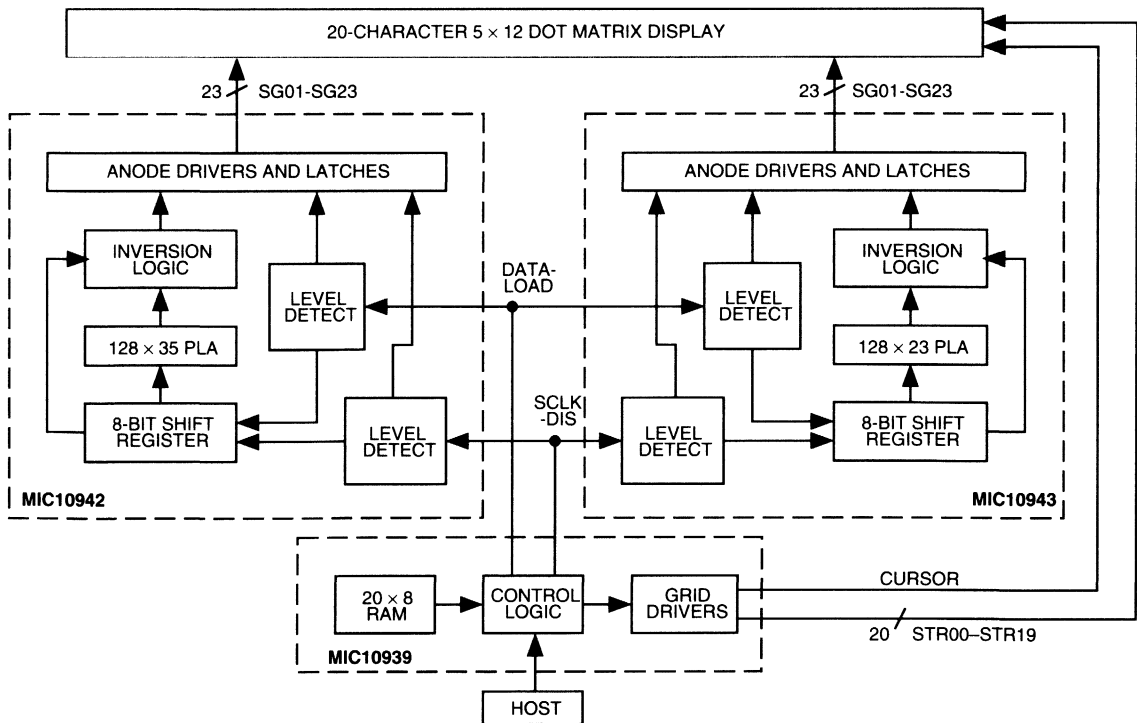 20-CHARACTER 5 × 12 DOT MATRIX DISPLAY
23 SG01-SG23
23 SG01-SG23
ANODE DRIVERS AND LATCHES
INVERSION
LOGIC
LEVEL
DETECT
128 × 35 PLA
8-BIT SHIFT
REGISTER
LEVEL
DETECT
MIC10942
DATA-
LOAD
SCLK
-DIS
ANODE DRIVERS AND LATCHES
LEVEL
DETECT
INVERSION
LOGIC
128 × 23 PLA
LEVEL
DETECT
8-BIT SHIFT
REGISTER
MIC10943
20 × 8
RAM
CONTROL
LOGIC
GRID
DRIVERS
CURSOR
20 STR00–STR19
MIC10939
HOST